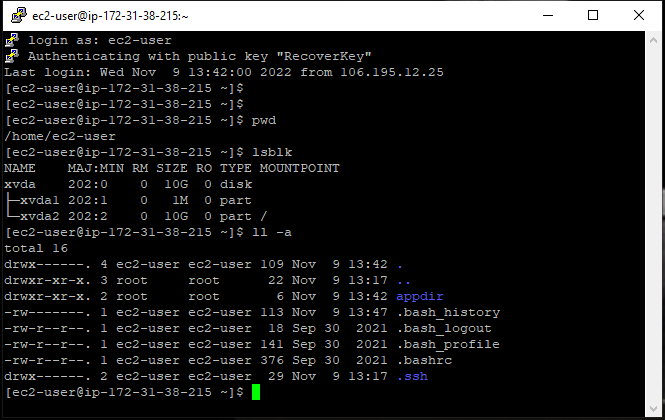 ec2-user@ip-172-31-38-215:~
login as: ec2-user
Authenticating with public key "RecoverKey"
Last login: Wed Nov  9 13:42:00 2022 from 106.195.12.25
[ec2-user@ip-172-31-38-215 ~]$
[ec2-user@ip-172-31-38-215 ~]$
[ec2-user@ip-172-31-38-215 ~]$ pwd
/home/ec2-user
[ec2-user@ip-172-31-38-215 ~]$ lsblk
NAME    MAJ:MIN RM SIZE RO TYPE MOUNTPOINT
xvda    202:0    0  10G  0 disk
├─xvda1 202:1    0   1M  0 part
└─xvda2 202:2    0  10G  0 part /
[ec2-user@ip-172-31-38-215 ~]$ ll -a
total 16
drwx------. 4 ec2-user ec2-user 109 Nov  9 13:42 .
drwxr-xr-x. 3 root     root      22 Nov  9 13:17 ..
drwxr-xr-x. 2 root     root       6 Nov  9 13:42 appdir
-rw-------. 1 ec2-user ec2-user 113 Nov  9 13:47 .bash_history
-rw-r--r--. 1 ec2-user ec2-user  18 Sep 30  2021 .bash_logout
-rw-r--r--. 1 ec2-user ec2-user 141 Sep 30  2021 .bash_profile
-rw-r--r--. 1 ec2-user ec2-user 376 Sep 30  2021 .bashrc
drwx------. 2 ec2-user ec2-user  29 Nov  9 13:17 .ssh
[ec2-user@ip-172-31-38-215 ~]$